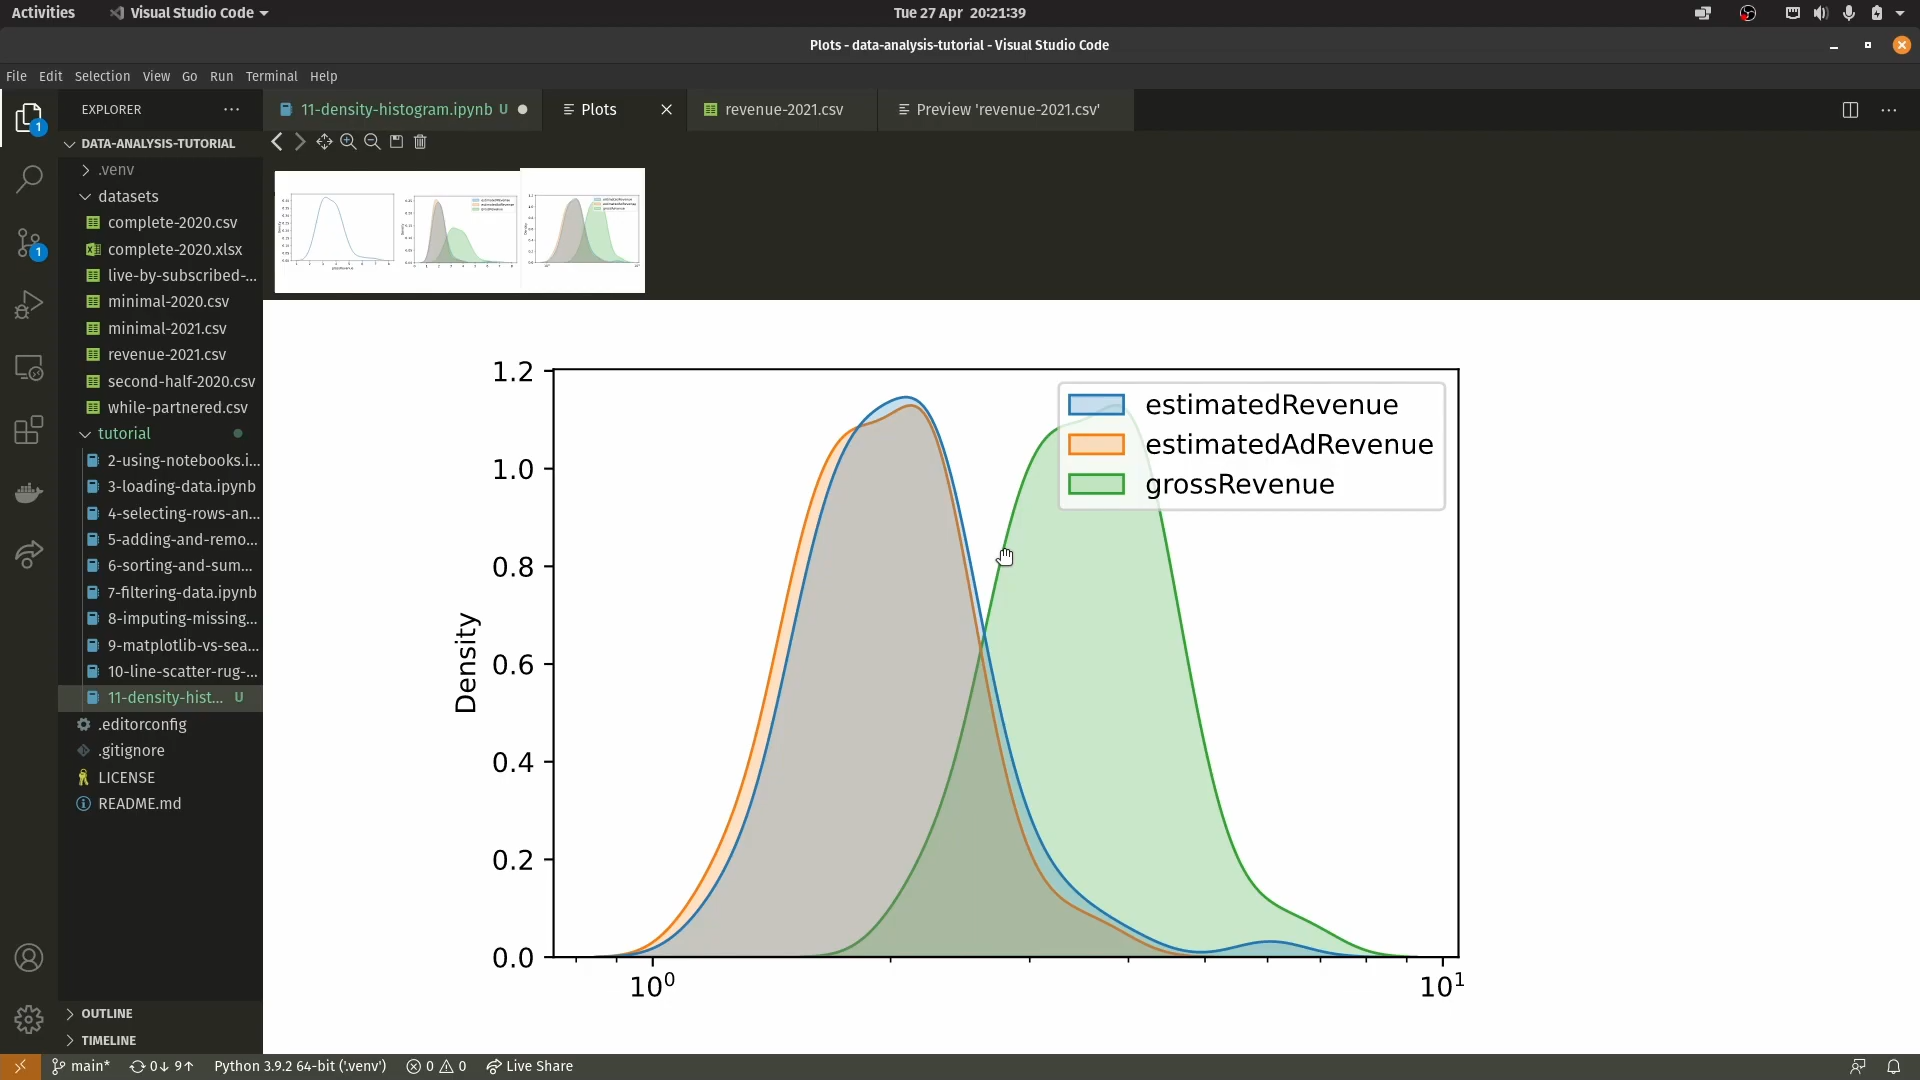 Activities
Visual Studio Code
Tue 27 Apr 20:21:39
Plots - data-analysis-tutorial - Visual Studio Code
File Edit Selection View Go Run Terminal Help
EXPLORER
11-density-histogram.ipynb U
Plots
revenue-2021.csv
Preview 'revenue-2021.csv'
DATA-ANALYSIS-TUTORIAL
.venv
datasets
complete-2020.csv
complete-2020.xlsx
live-by-subscribed-...
minimal-2020.csv
minimal-2021.csv
revenue-2021.csv
second-half-2020.csv
while-partnered.csv
tutorial
2-using-notebooks.i...
3-loading-data.ipynb
4-selecting-rows-an...
5-adding-and-remo...
6-sorting-and-sum...
7-filtering-data.ipynb
8-imputing-missing...
9-matplotlib-vs-sea...
10-line-scatter-rug-...
11-density-hist... U
.editorconfig
.gitignore
LICENSE
README.md
OUTLINE
TIMELINE
1
1
estimatedRevenue
estimatedAdRevenue
grossRevenue
Density
1.2
1.0
0.8
0.6
0.4
0.2
0.0
10⁰
10¹
main* 0↓ 9↑ Python 3.9.2 64-bit ('.venv') 0 0 Live Share